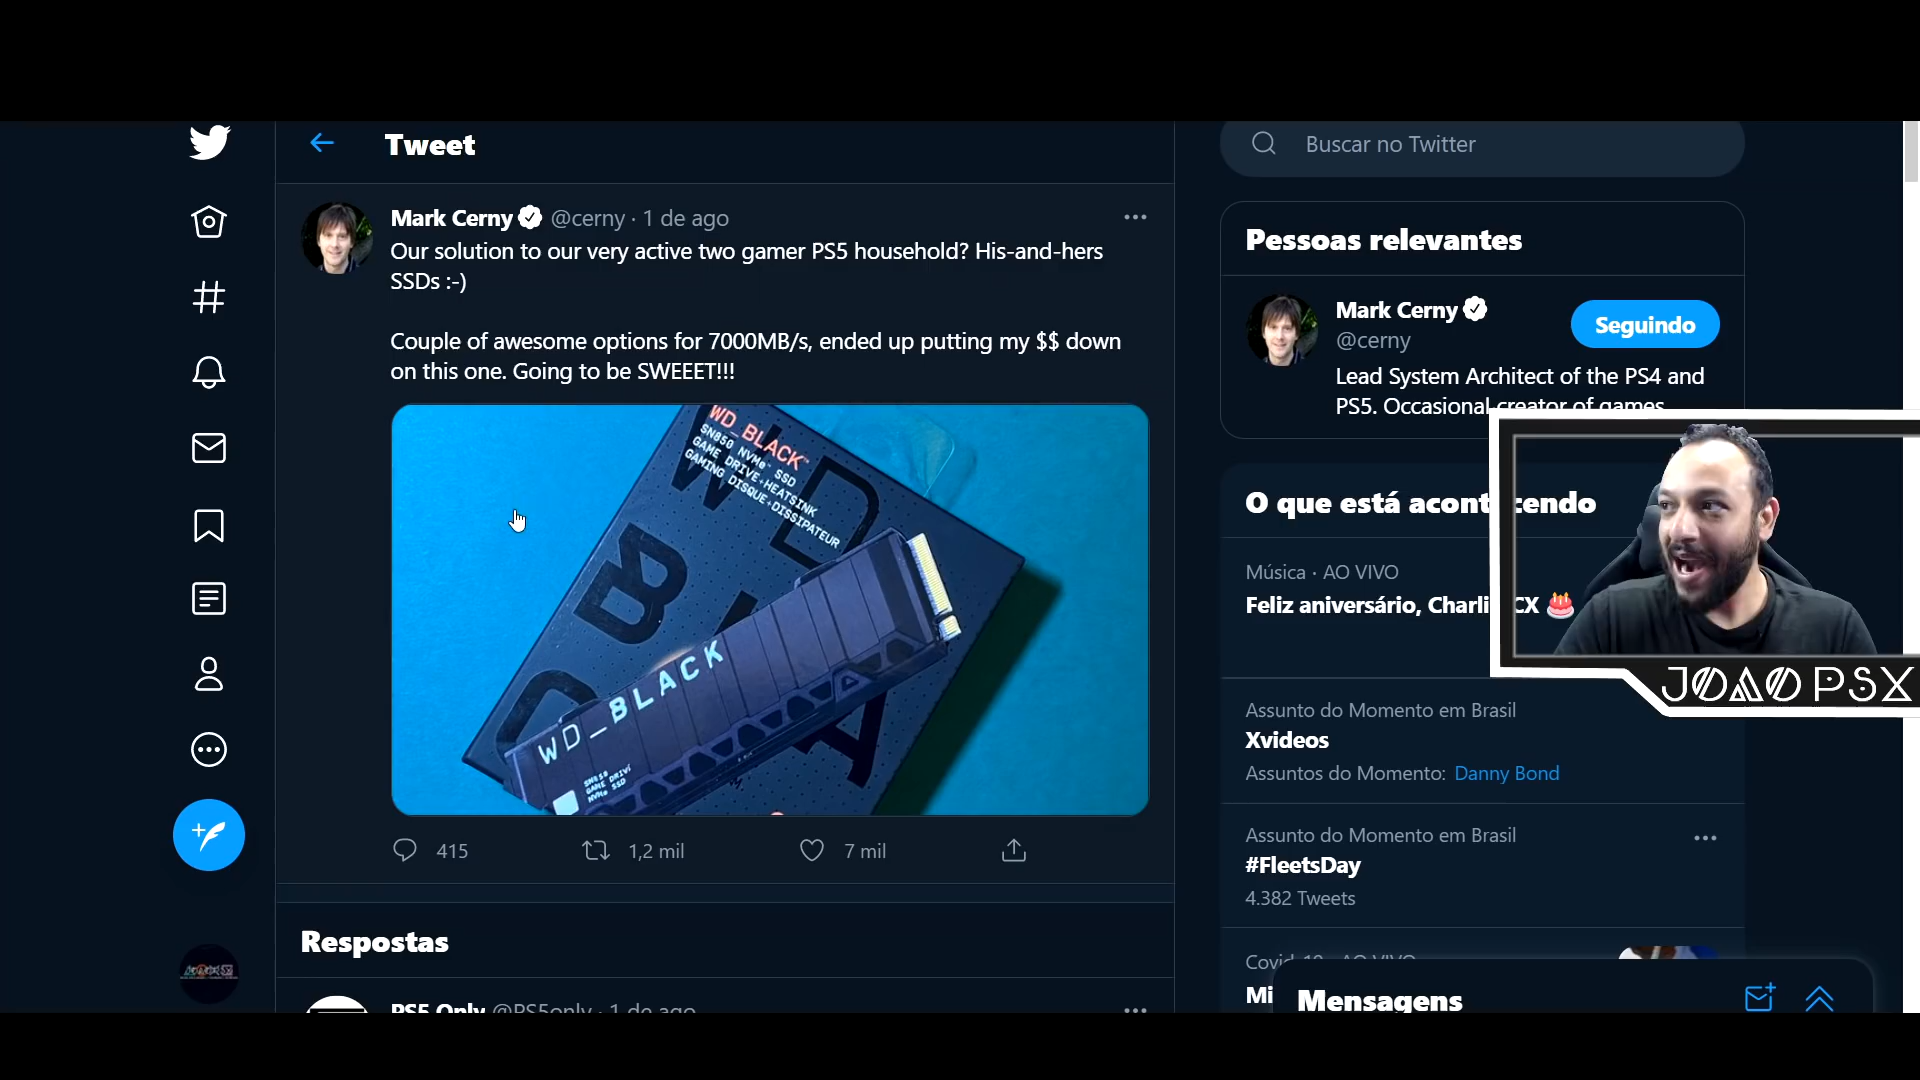 Tweet
Mark Cerny @cerny · 1 de ago
Our solution to our very active two gamer PS5 household? His-and-hers
SSDs :-)
Couple of awesome options for 7000MB/s, ended up putting my $$ down
on this one. Going to be SWEEET!!!
WD_BLACK™
SN850 NVMe™ SSD
GAME DRIVE+HEATSINK
GAMING DISQUE+DISSIPATEUR
WD_BLACK
SN850
GAME DRIVE
NVMe SSD
415
1,2 mil
7 mil
Respostas
PS5 Only @PS5only · 1 de ago
Buscar no Twitter
Pessoas relevantes
Mark Cerny
@cerny
Seguindo
Lead System Architect of the PS4 and
PS5. Occasional creator of games
O que está acontecendo
Música · AO VIVO
Feliz aniversário, Charli XCX 🎂
Assunto do Momento em Brasil
Xvideos
Assuntos do Momento: Danny Bond
Assunto do Momento em Brasil
#FleetsDay
4.382 Tweets
Covid-19 · AO VIVO
Mi
Mensagens
JOAO PSX